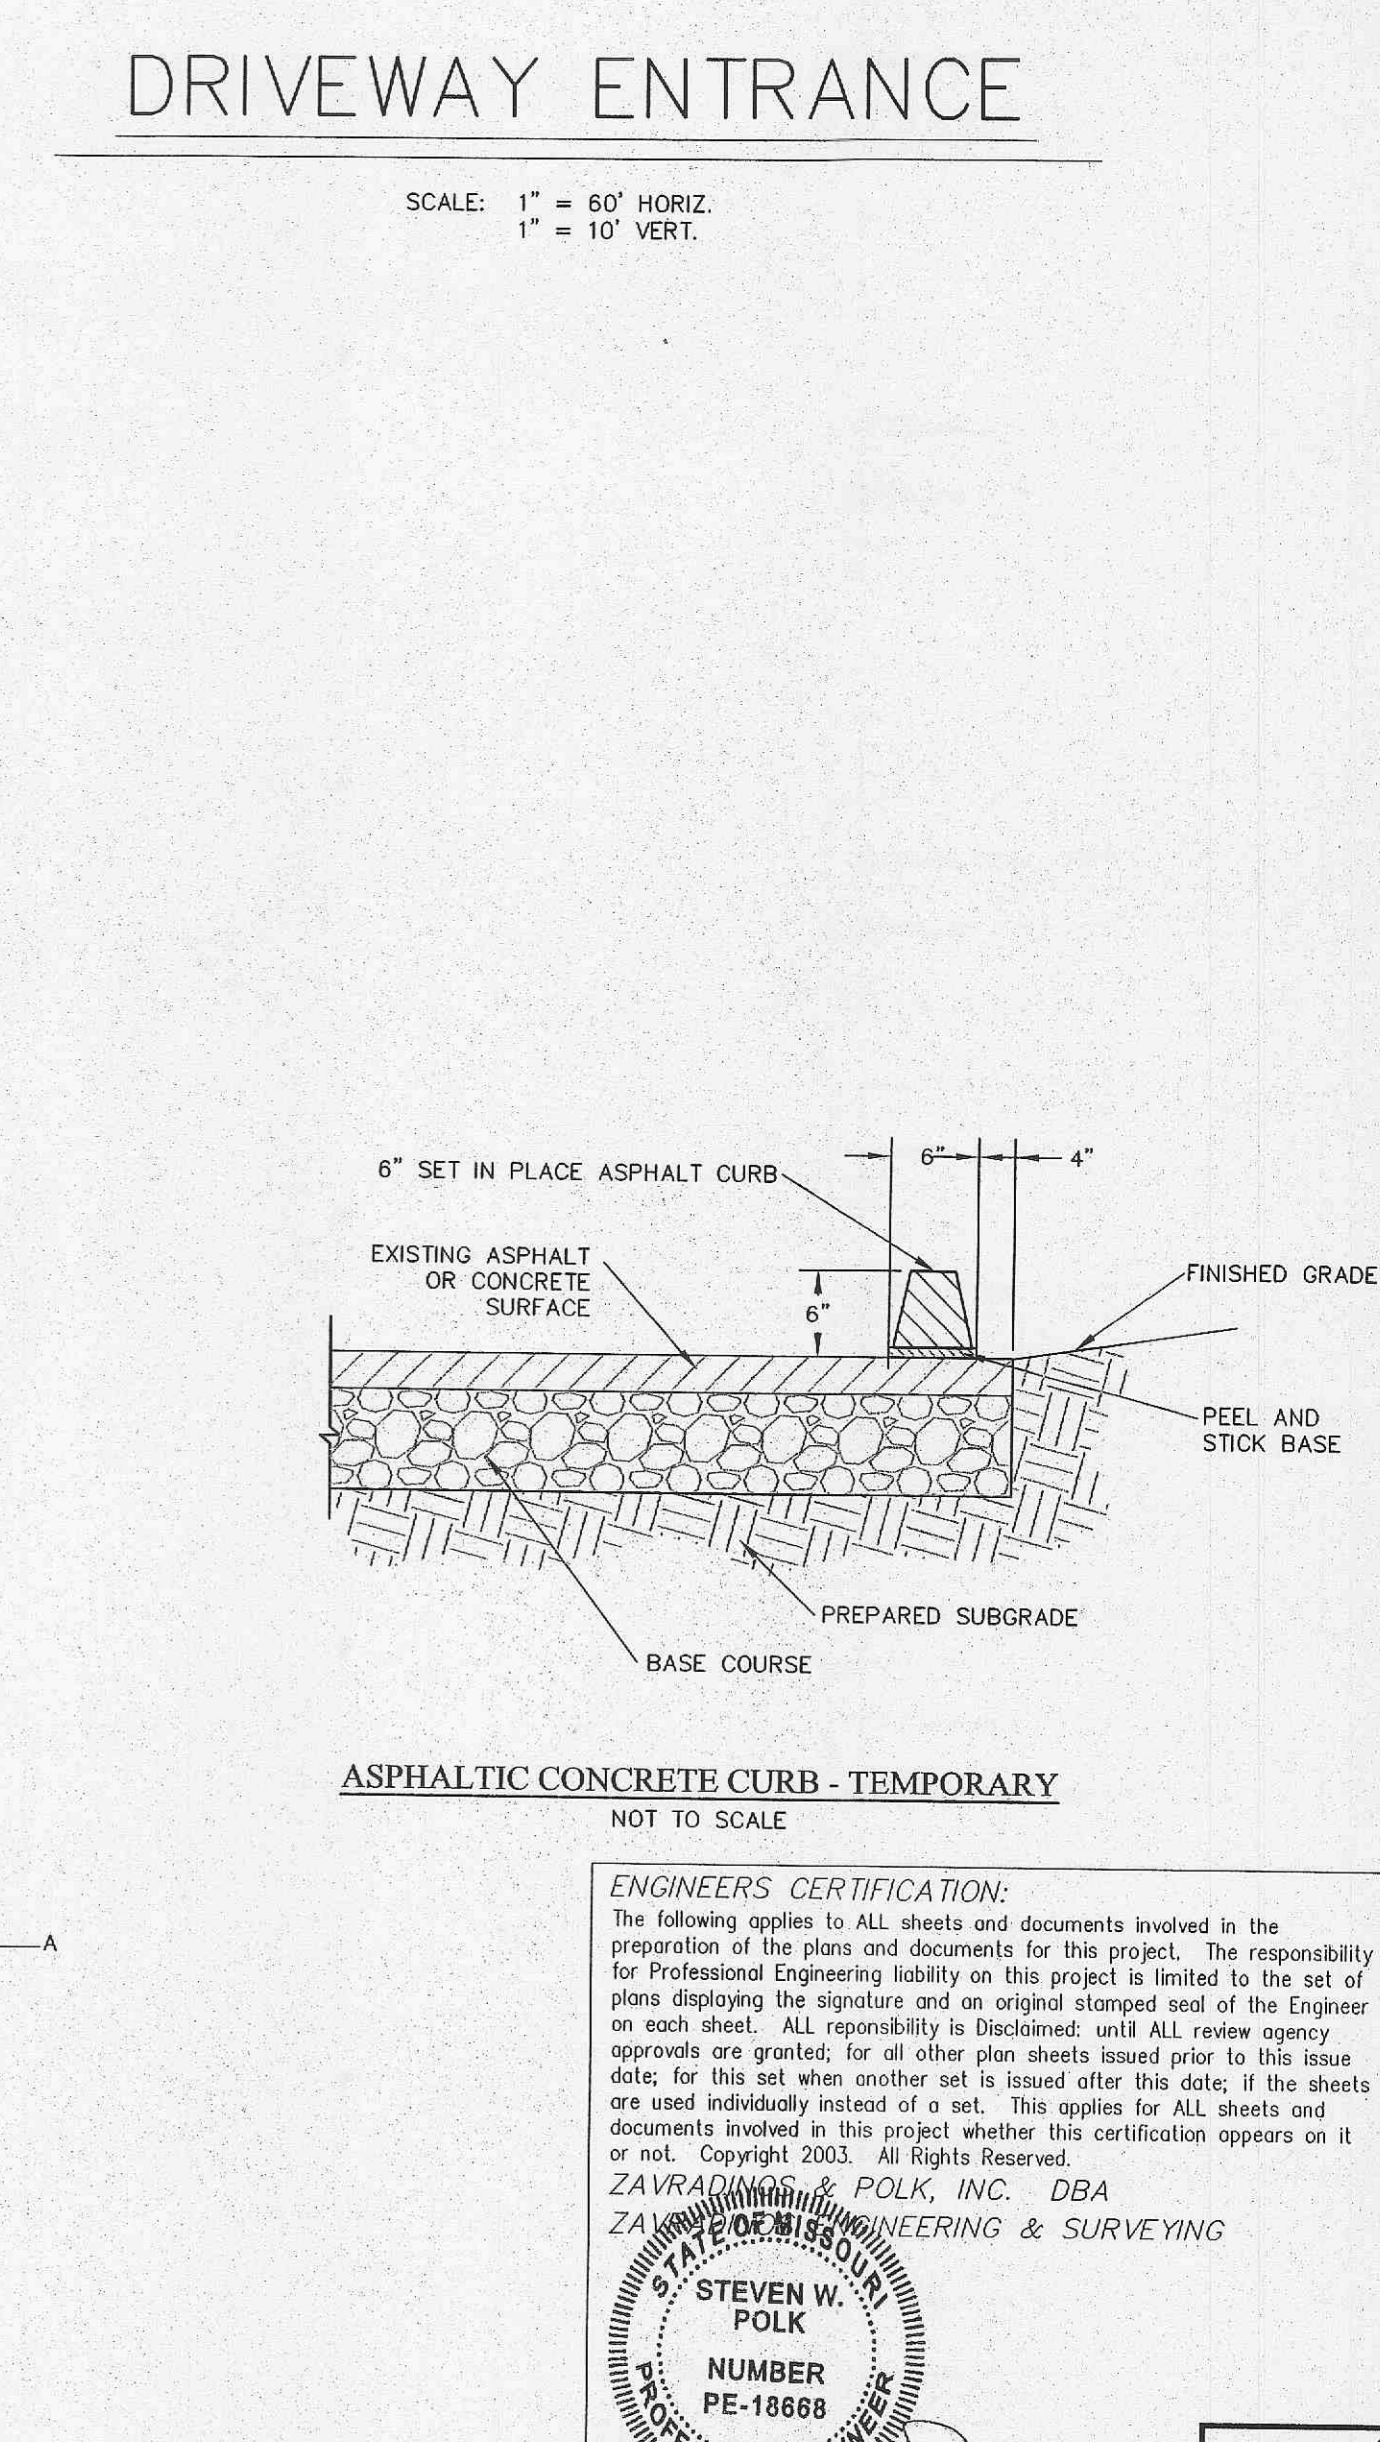 DRIVEWAY ENTRANCE
SCALE: 1" = 60' HORIZ.
1" = 10' VERT.
6" 4"
6" SET IN PLACE ASPHALT CURB
EXISTING ASPHALT
OR CONCRETE
SURFACE
6"
FINISHED GRADE
PEEL AND
STICK BASE
PREPARED SUBGRADE
BASE COURSE
ASPHALTIC CONCRETE CURB - TEMPORARY
NOT TO SCALE
A
ENGINEERS CERTIFICATION:
The following applies to ALL sheets and documents involved in the
preparation of the plans and documents for this project. The responsibility
for Professional Engineering liability on this project is limited to the set of
plans displaying the signature and an original stamped seal of the Engineer
on each sheet. ALL reponsibility is Disclaimed: until ALL review agency
approvals are granted; for all other plan sheets issued prior to this issue
date; for this set when another set is issued after this date; if the sheets
are used individually instead of a set. This applies for ALL sheets and
documents involved in this project whether this certification appears on it
or not. Copyright 2003. All Rights Reserved.
ZAVRADINOS & POLK, INC. DBA
ZAVRADINOS ENGINEERING & SURVEYING
STATE OF MISSOURI
STEVEN W.
POLK
NUMBER
PE-18668